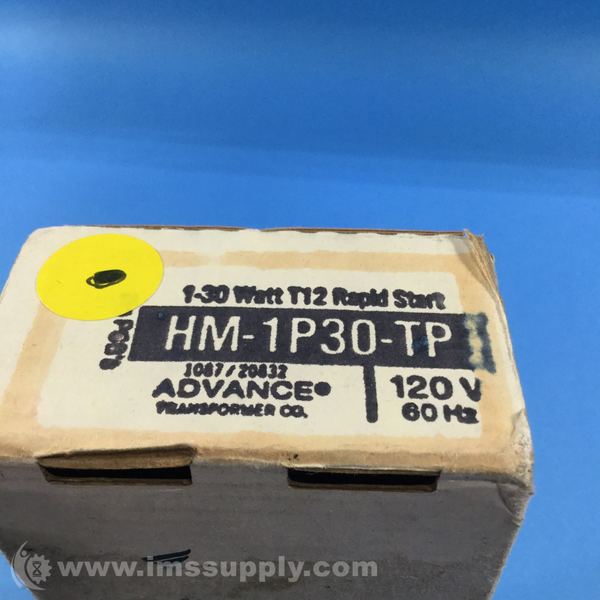 1-30 Watt T12 Rapid Start
HM-1P30-TP
1087/20832
ADVANCE®
TRANSFORMER CO.
120 V
60 Hz
www.imssupply.com